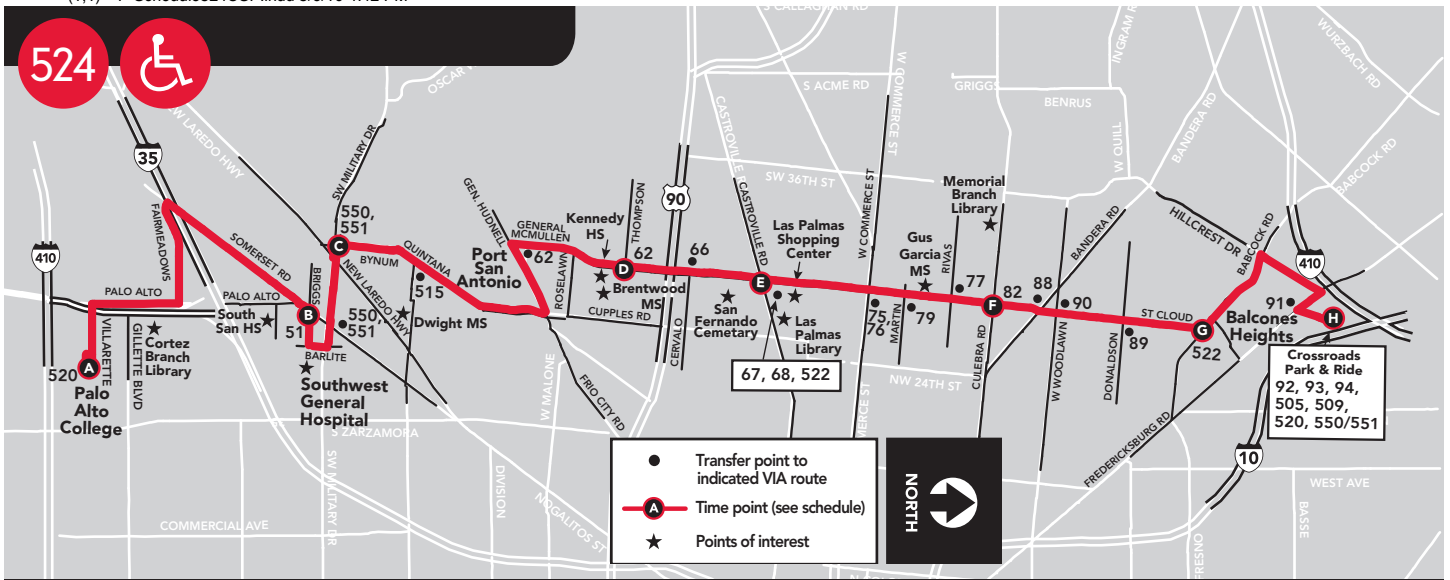 524
S CALLAGHAN RD
INGRAM RD
WURZBACH RD
OSCAR
SW LAREDO HWY
35
SW MILITARY DR
CASTROVILLE R
S ACME RD
W COMMERCE ST
GRIGGS
BENRUS
W QUILL
BANDERA RD
BABCOCK RD
SW 36TH ST
410
FAIRMEADOWS
SOMERSET RD
550,
551
C
BYNUM
QUINTANA
515
GEN. HUDNELL
GENERAL
MCMULLEN
Port
San
Antonio
62
ROSELAWN
Kennedy
HS
THOMPSON
D
62
Brentwood
MS
CUPPLES RD
90
66
CERVALO
CASTROVILLE RD
E
San
Fernando
Cemetary
Las Palmas
Shopping
Center
Las
Palmas
Library
67, 68, 522
W COMMERCE ST
75
76
MARTIN
Gus
Garcia
MS
79
RIVAS
77
Memorial
Branch
Library
F
82
CULEBRA RD
88
BANDERA RD
90
W WOODLAWN
DONALDSON
89
ST CLOUD
G
522
HILLCREST DR
BABCOCK RD
410
91
Balcones
Heights
H
Crossroads
Park & Ride
92, 93, 94,
505, 509,
520, 550/551
PALO ALTO
PALO ALTO
BRIGGS
B
51
South
San HS
NEW LAREDO HWY
550,
551
Dwight MS
BARLITE
Southwest
General
Hospital
VILLARETTE
GILLETTE BLVD
Cortez
Branch
Library
520
A
Palo
Alto
College
W MALONE
FRIO CITY RD
NW 24TH ST
MERCE ST
FREDERICKSBURG RD
10
WEST AVE
BASSE
FRESNO
S ZARZAMORA
SW MILITARY DR
DIVISION
NOGALITOS ST
COMMERCIAL AVE
Transfer point to
indicated VIA route
A
Time point (see schedule)
Points of interest
NORTH